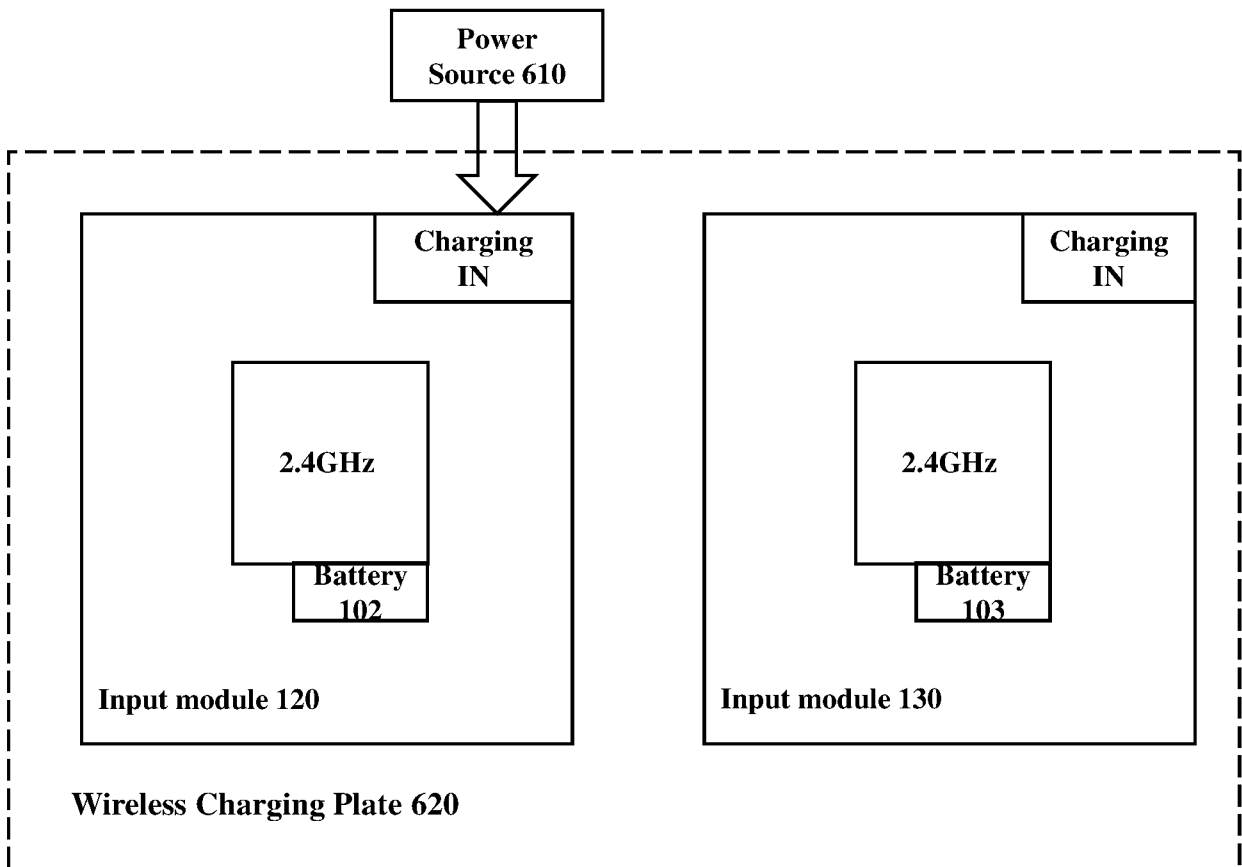 Power
Source 610
Charging
IN
Charging
IN
2.4GHz
2.4GHz
Battery
102
Battery
103
Input module 120
Input module 130
Wireless Charging Plate 620